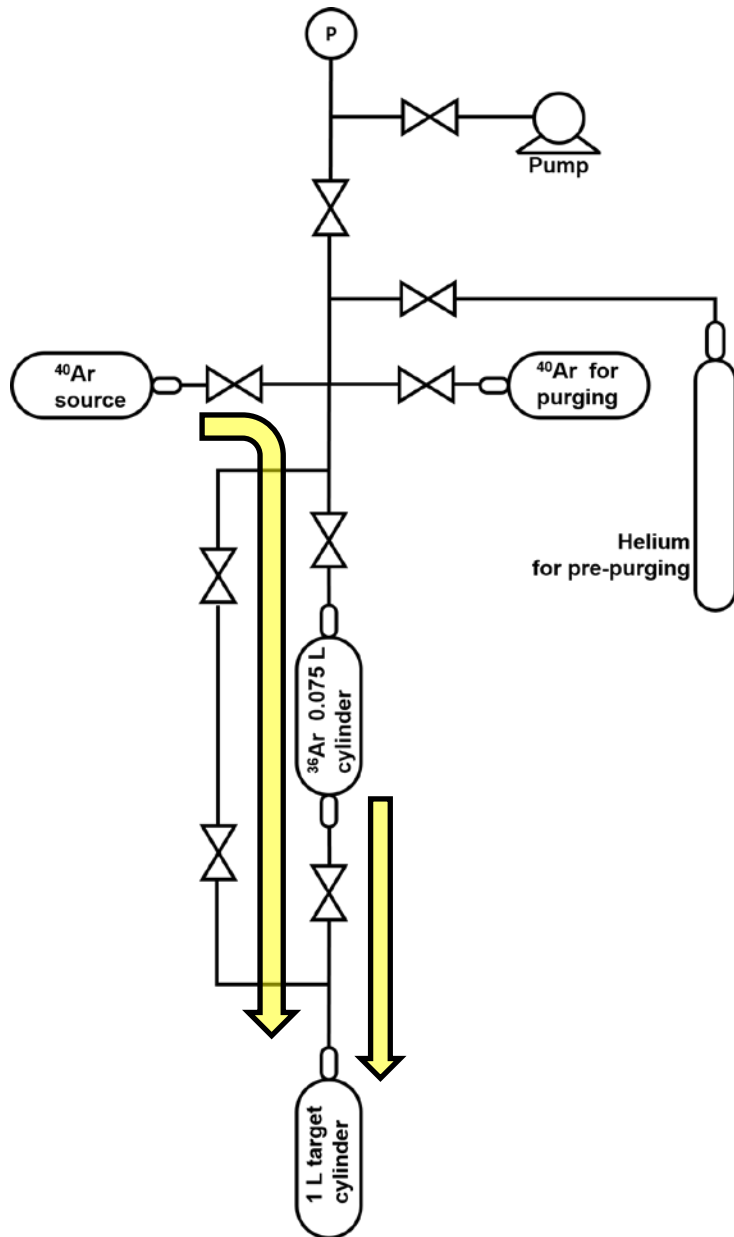 P
Pump
⁴⁰Ar
source
⁴⁰Ar for
purging
Helium
for pre-purging
³⁶Ar 0.075 L
cylinder
1 L target
cylinder